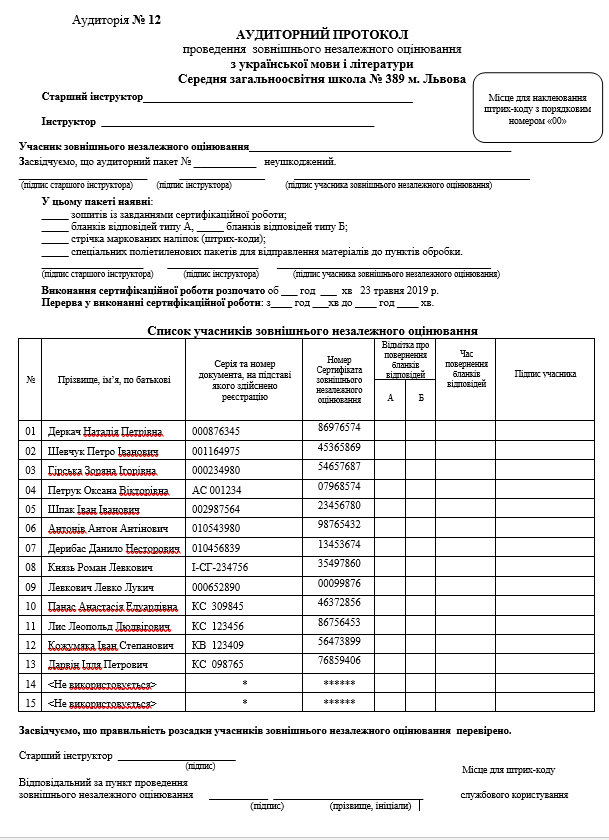 Аудиторія № 12
АУДИТОРНИЙ ПРОТОКОЛ
проведення зовнішнього незалежного оцінювання
з української мови і літератури
Середня загальноосвітня школа № 389 м. Львова
Місце для наклеювання
штрих-коду з порядковим
номером «00»
Старший інструктор
Інструктор
Учасник зовнішнього незалежного оцінювання
Засвідчуємо, що аудиторний пакет № ___________ неушкоджений.
(підпис старшого інструктора) (підпис інструктора) (підпис учасника зовнішнього незалежного оцінювання)
У цьому пакеті наявні:
_____ зошитів із завданнями сертифікаційної роботи;
_____ бланків відповідей типу А, _____ бланків відповідей типу Б;
_____ стрічка маркованих наліпок (штрих-коди);
_____ спеціальних поліетиленових пакетів для відправлення матеріалів до пунктів обробки.
(підпис старшого інструктора) (підпис інструктора) (підпис учасника зовнішнього незалежного оцінювання)
Виконання сертифікаційної роботи розпочато об ___ год ___ хв 23 травня 2019 р.
Перерва у виконанні сертифікаційної роботи: з____ год ___хв до ____ год ____ хв.
Список учасників зовнішнього незалежного оцінювання
№ Прізвище, ім’я, по батькові Серія та номер документа, на підставі якого здійснено реєстрацію Номер Сертифіката зовнішнього незалежного оцінювання Відмітка про повернення бланків відповідей А Б Час повернення бланків відповідей Підпис учасника
01 Деркач Наталія Петрівна 000876345 86976574
02 Шевчук Петро Іванович 001164975 45365869
03 Гірська Зоряна Ігорівна 000234980 54657687
04 Петрук Оксана Вікторівна АС 001234 07968574
05 Шпак Іван Іванович 002987564 23456780
06 Антонів Антон Антінович 010543980 98765432
07 Дерибас Данило Несторович 010456839 13453674
08 Князь Роман Левкович І-СГ-234756 35497860
09 Левкович Левко Лукич 000652890 00099876
10 Панас Анастасія Едуардівна КС 309845 46372856
11 Лис Леопольд Людвігович КС 123456 86756453
12 Кожумяка Іван Степанович КВ 123409 56473899
13 Дарвін Ілля Петрович КС 098765 76859406
14 <Не використовується> * ******
15 <Не використовується> * ******
Засвідчуємо, що правильність розсадки учасників зовнішнього незалежного оцінювання перевірено.
Старший інструктор
(підпис)
Місце для штрих-коду
Відповідальний за пункт проведення
зовнішнього незалежного оцінювання
службового користування
(підпис) (прізвище, ініціали)